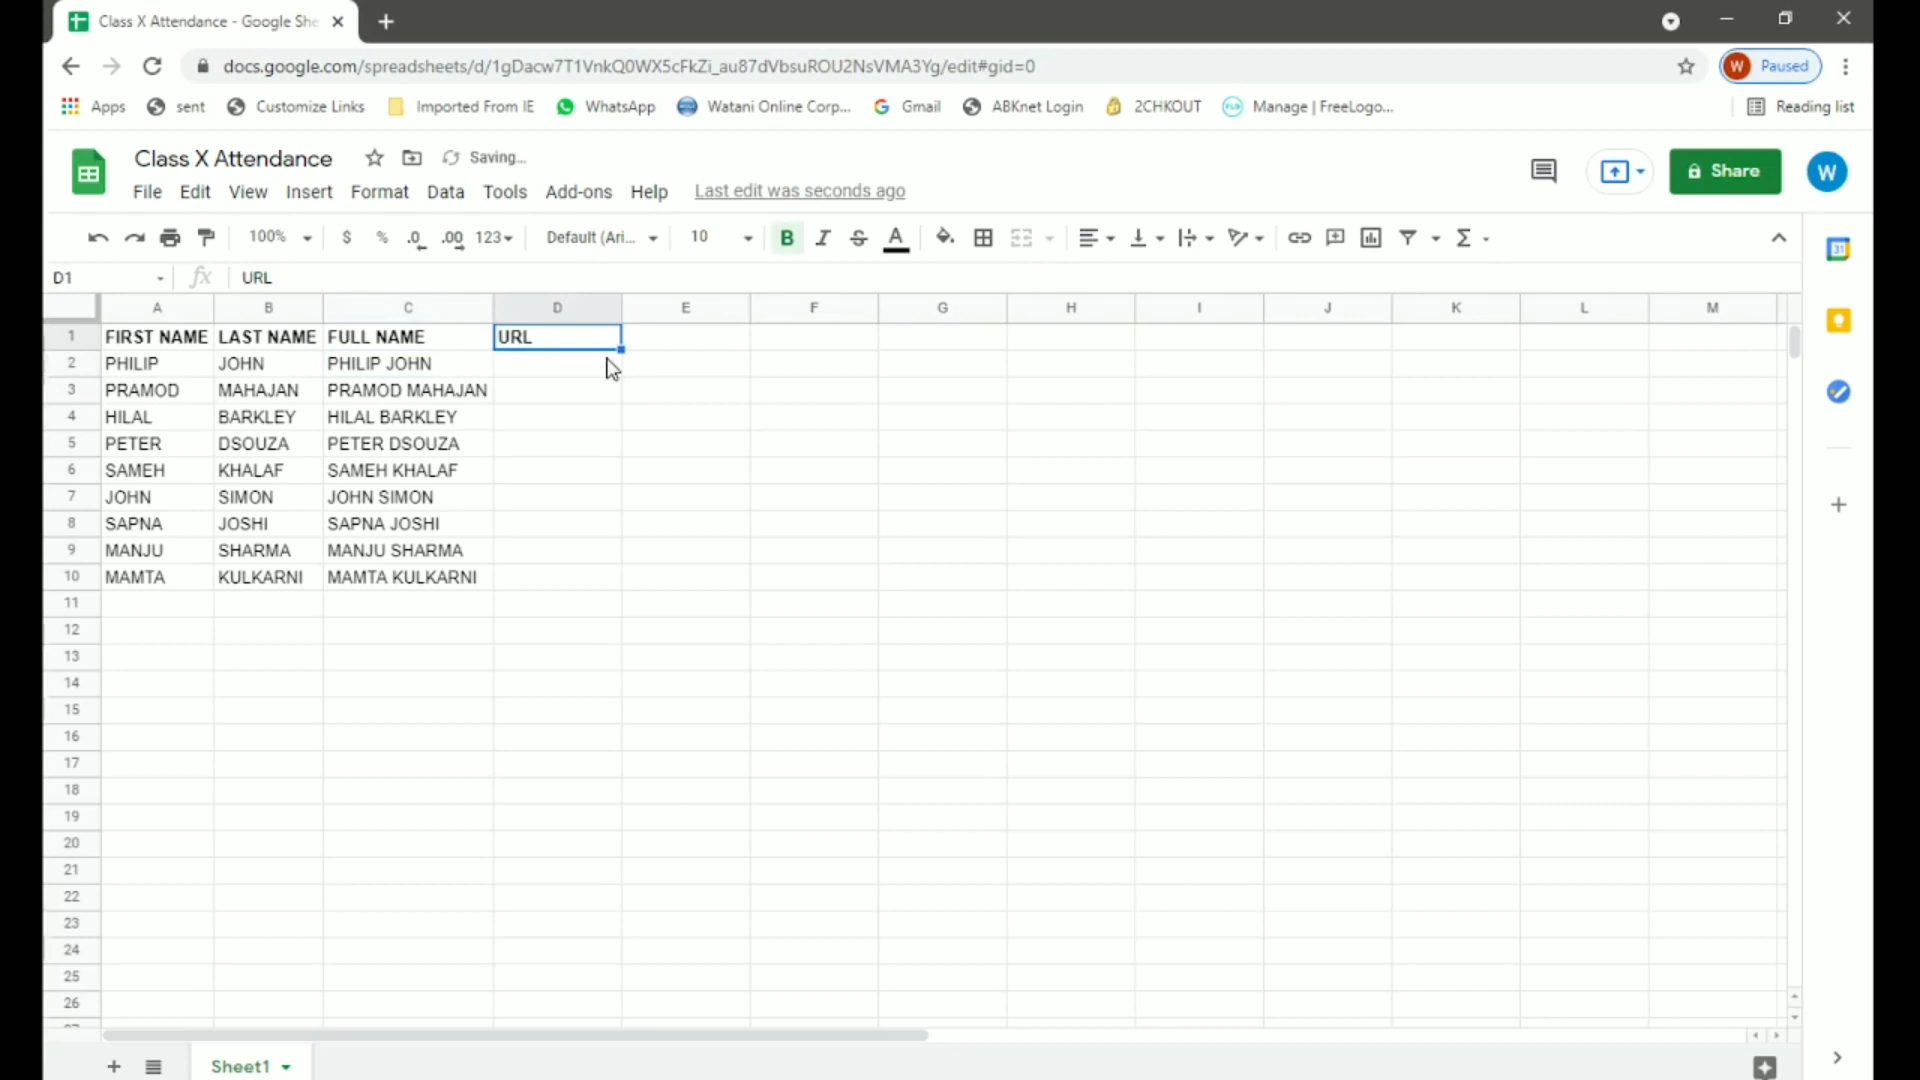 Class X Attendance - Google She
docs.google.com/spreadsheets/d/1gDacw7T1VnkQ0WX5cFkZi_au87dVbsuROU2NsVMA3Yg/edit#gid=0
W Paused
Apps sent Customize Links Imported From IE WhatsApp Watani Online Corp... G Gmail ABKnet Login 2CHKOUT FLD Manage | FreeLogo... Reading list
Class X Attendance Saving... Share W
File Edit View Insert Format Data Tools Add-ons Help Last edit was seconds ago
100% $ % .0 .00 123 Default (Ari... 10 B I S A Σ 31
D1 fx URL
A B C D E F G H I J K L M
1 FIRST NAME LAST NAME FULL NAME URL
2 PHILIP JOHN PHILIP JOHN
3 PRAMOD MAHAJAN PRAMOD MAHAJAN
4 HILAL BARKLEY HILAL BARKLEY
5 PETER DSOUZA PETER DSOUZA
6 SAMEH KHALAF SAMEH KHALAF
7 JOHN SIMON JOHN SIMON
8 SAPNA JOSHI SAPNA JOSHI
9 MANJU SHARMA MANJU SHARMA
10 MAMTA KULKARNI MAMTA KULKARNI
11
12
13
14
15
16
17
18
19
20
21
22
23
24
25
26
Sheet1